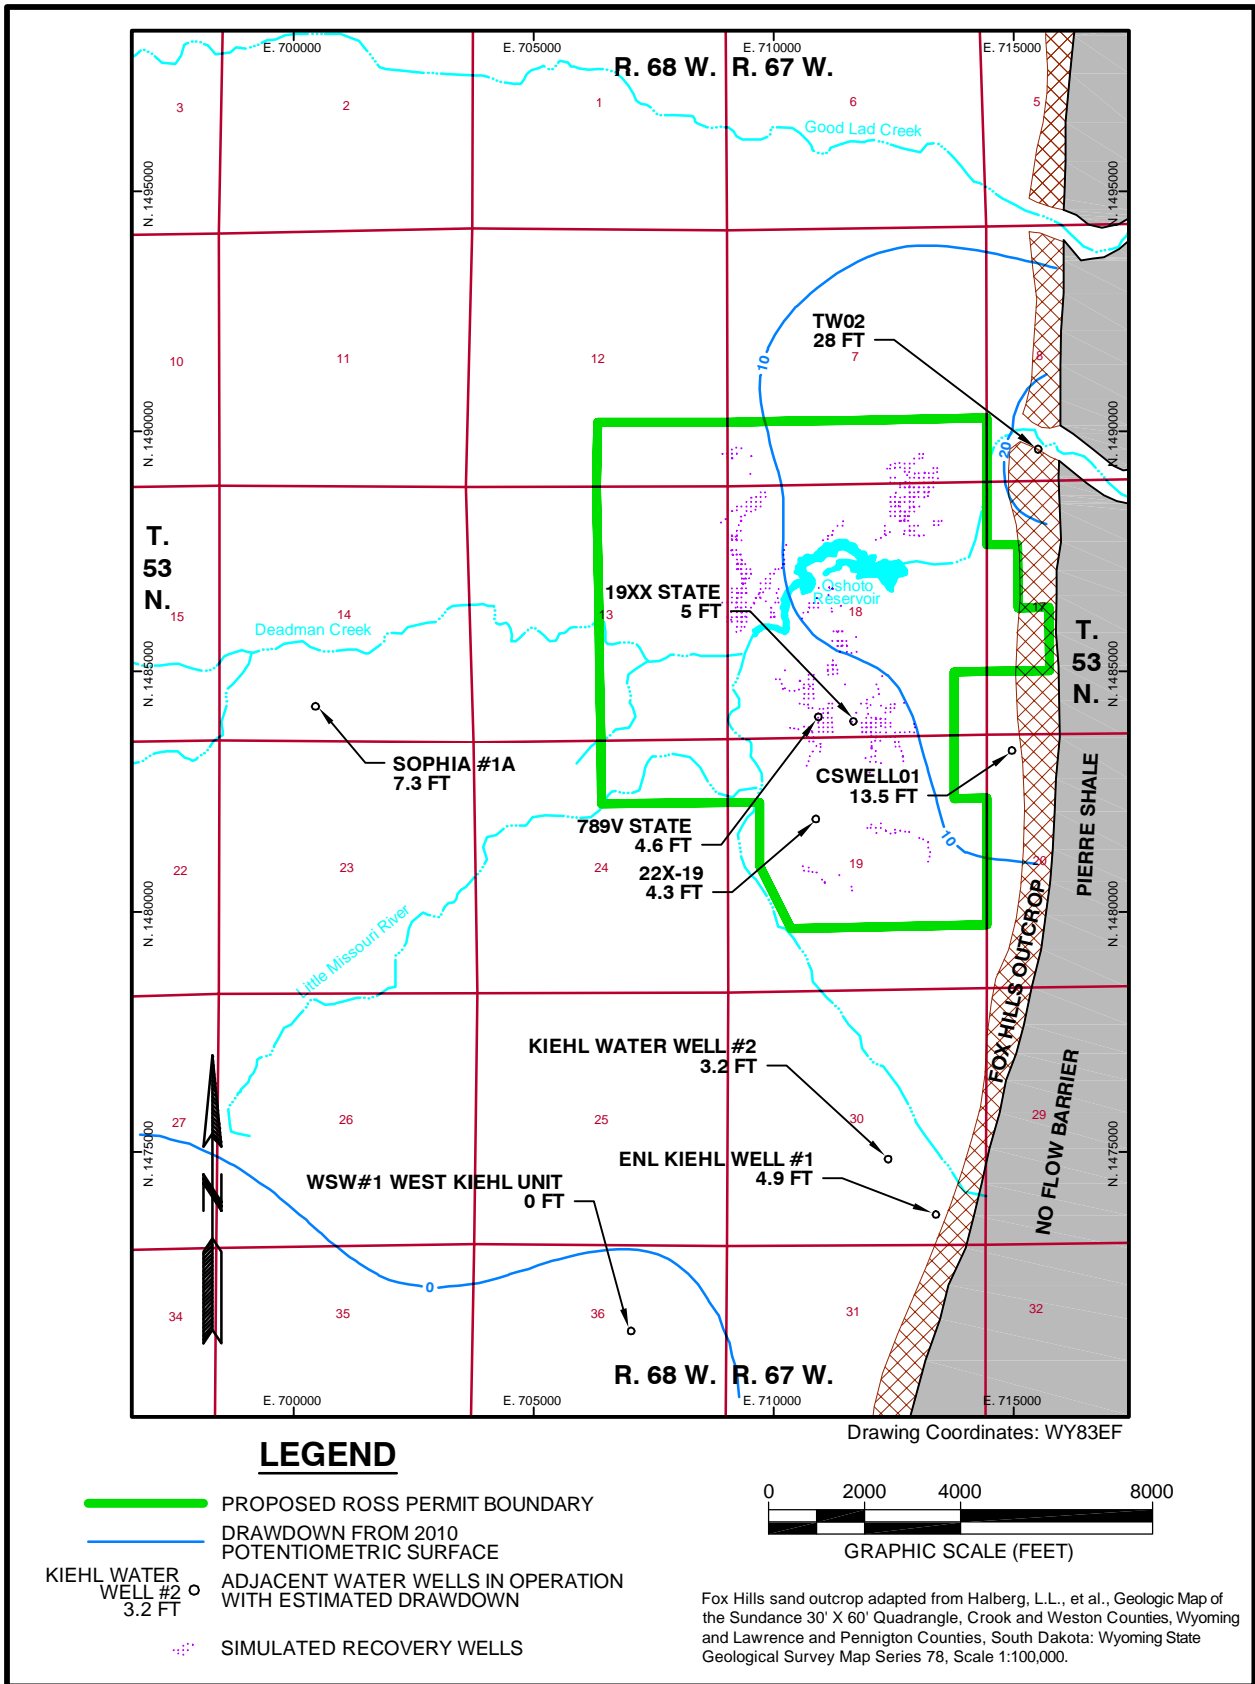 E. 700000
E. 705000
E. 710000
E. 715000
R. 68 W. R. 67 W.
3
2
1
6
5
Good Lad Creek
N. 1495000
N. 1495000
TW02
28 FT
10
11
12
7
8
10
N. 1490000
N. 1490000
20
T.
53
N.
15
14
13
Deadman Creek
19XX STATE
5 FT
Oshoto
Reservoir
18
17
T.
53
N.
N. 1485000
N. 1485000
SOPHIA #1A
7.3 FT
CSWELL01
13.5 FT
PIERRE SHALE
789V STATE
4.6 FT
10
22X-19
4.3 FT
22
23
24
19
20
N. 1480000
N. 1480000
Little Missouri River
FOX HILLS OUTCROP
KIEHL WATER WELL #2
3.2 FT
27
26
25
30
29
NO FLOW BARRIER
N. 1475000
N. 1475000
ENL KIEHL WELL #1
4.9 FT
WSW#1 WEST KIEHL UNIT
0 FT
N
0
34
35
36
31
32
R. 68 W. R. 67 W.
E. 700000
E. 705000
E. 710000
E. 715000
Drawing Coordinates: WY83EF
LEGEND
PROPOSED ROSS PERMIT BOUNDARY
DRAWDOWN FROM 2010
POTENTIOMETRIC SURFACE
KIEHL WATER
WELL #2
3.2 FT
ADJACENT WATER WELLS IN OPERATION
WITH ESTIMATED DRAWDOWN
SIMULATED RECOVERY WELLS
0 2000 4000 8000
GRAPHIC SCALE (FEET)
Fox Hills sand outcrop adapted from Halberg, L.L., et al., Geologic Map of
the Sundance 30' X 60' Quadrangle, Crook and Weston Counties, Wyoming
and Lawrence and Pennigton Counties, South Dakota: Wyoming State
Geological Survey Map Series 78, Scale 1:100,000.